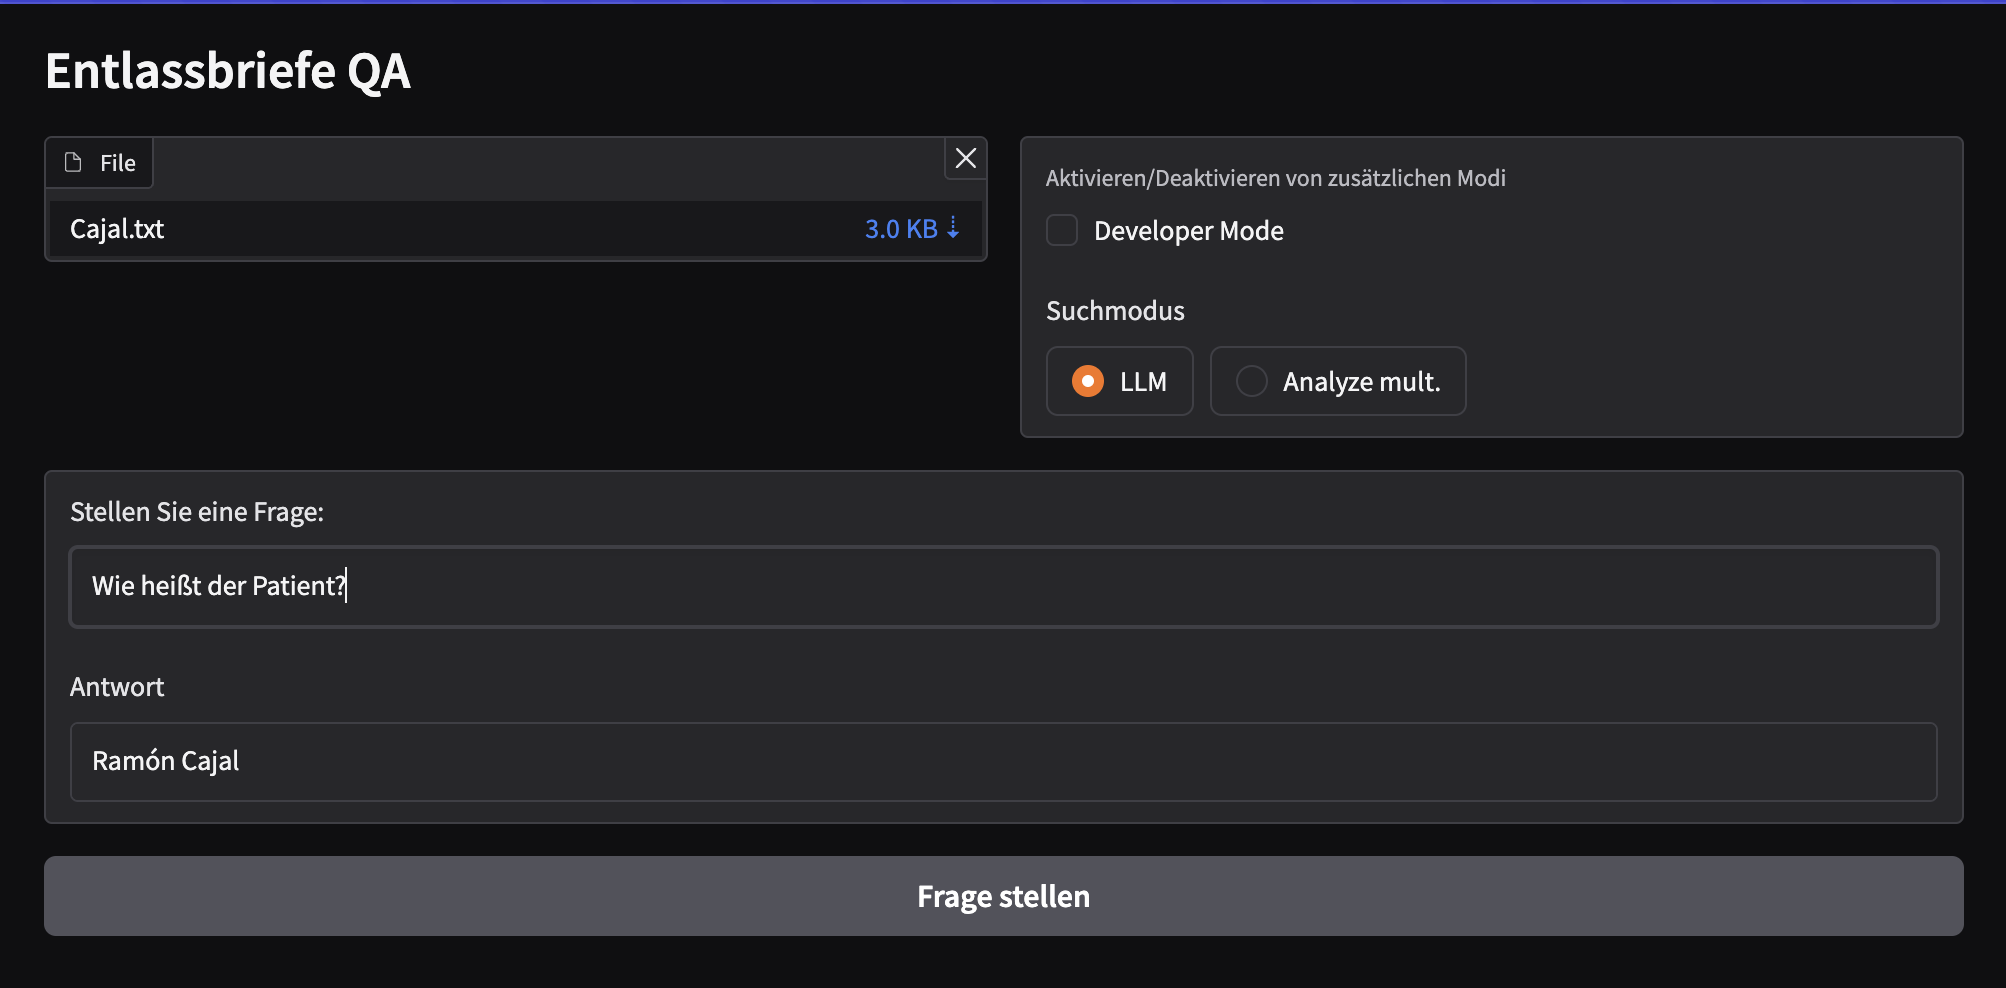 Entlassbriefe QA
File
Cajal.txt 3.0 KB ⇣
Aktivieren/Deaktivieren von zusätzlichen Modi
Developer Mode
Suchmodus
LLM Analyze mult.
Stellen Sie eine Frage:
Wie heißt der Patient?
Antwort
Ramón Cajal
Frage stellen